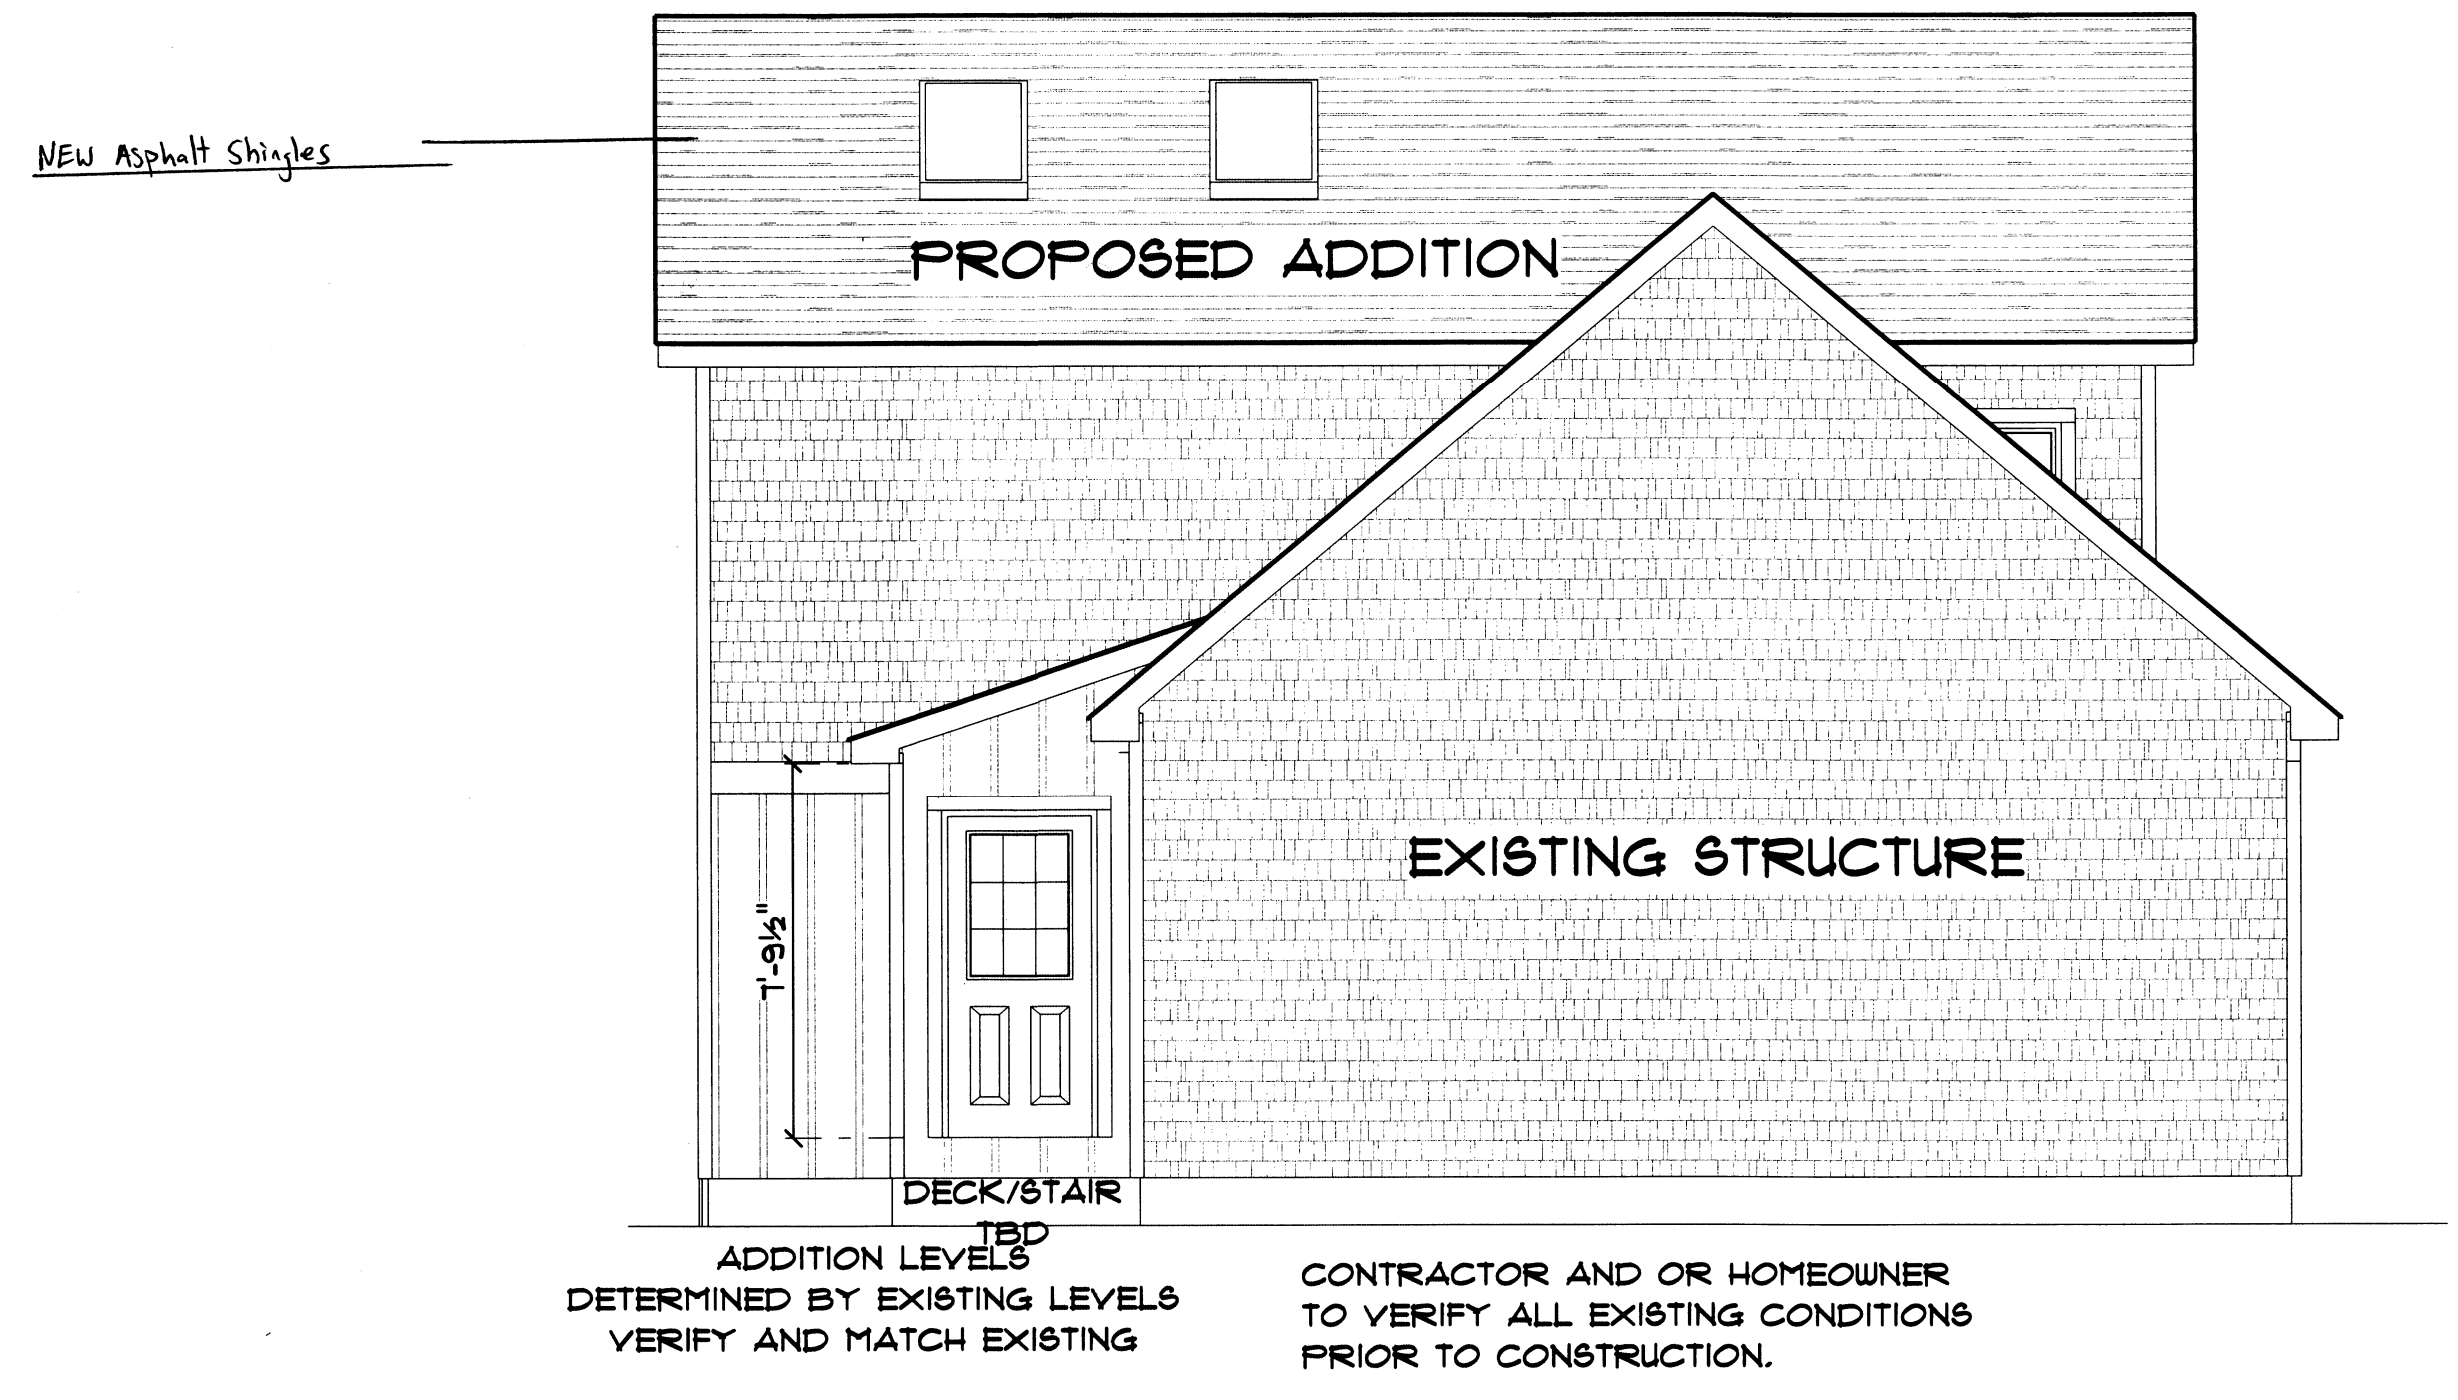 NEW Asphalt Shingles
PROPOSED ADDITION
EXISTING STRUCTURE
7'-9½"
DECK/STAIR
TBD
ADDITION LEVELS
DETERMINED BY EXISTING LEVELS
VERIFY AND MATCH EXISTING
CONTRACTOR AND OR HOMEOWNER
TO VERIFY ALL EXISTING CONDITIONS
PRIOR TO CONSTRUCTION.